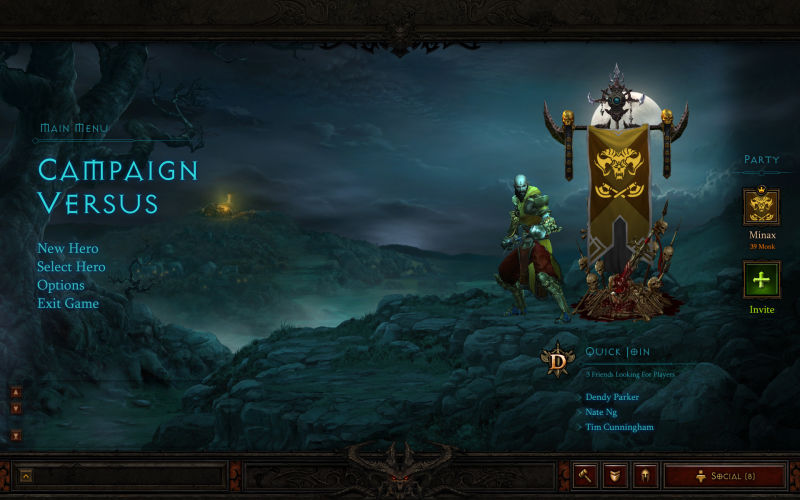 Main Menu
Campaign
Versus
New Hero
Select Hero
Options
Exit Game
Party
Minax
39 Monk
Invite
Quick Join
3 Friends Looking For Players
Dendy Parker
Nate Ng
Tim Cunningham
Social (8)